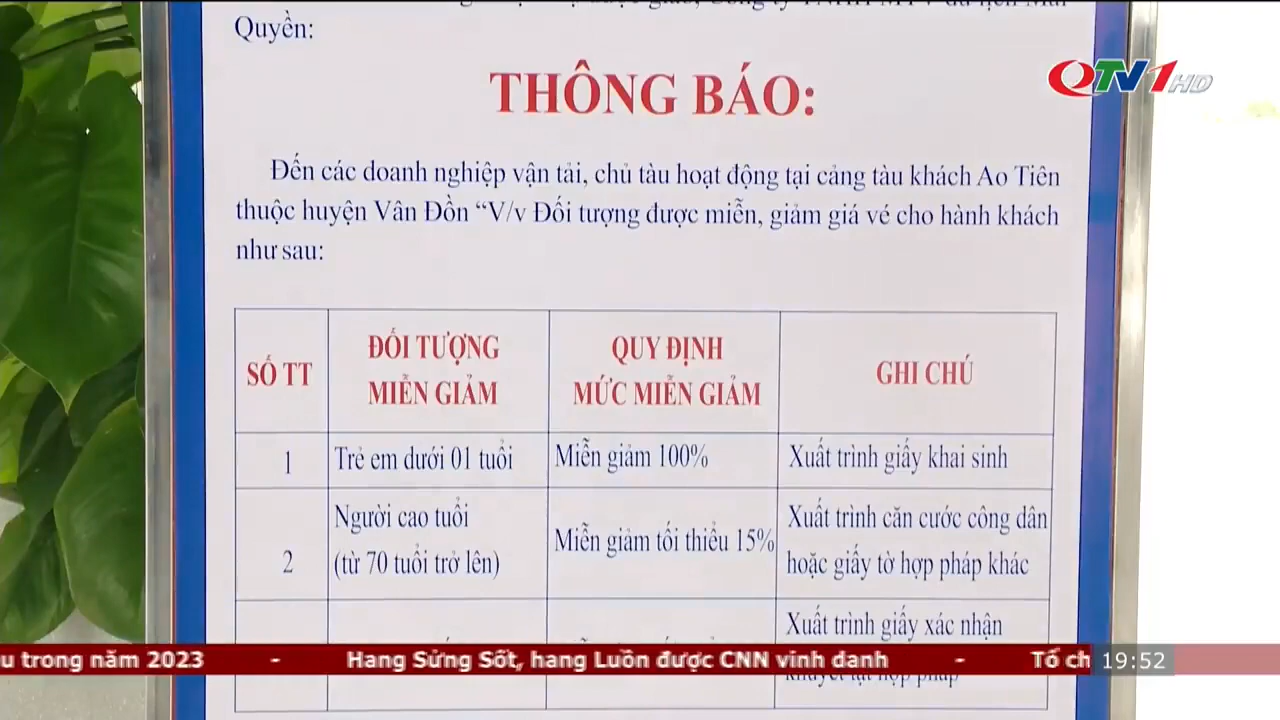 Quyền:
THÔNG BÁO:
Đến các doanh nghiệp vận tải, chủ tàu hoạt động tại cảng tàu khách Ao Tiên
thuộc huyện Vân Đồn “V/v Đối tượng được miễn, giảm giá vé cho hành khách
như sau:
SỐ TT
ĐỐI TƯỢNG
MIỄN GIẢM
QUY ĐỊNH
MỨC MIỄN GIẢM
GHI CHÚ
1
Trẻ em dưới 01 tuổi
Miễn giảm 100%
Xuất trình giấy khai sinh
2
Người cao tuổi
(từ 70 tuổi trở lên)
Miễn giảm tối thiểu 15%
Xuất trình căn cước công dân
hoặc giấy tờ hợp pháp khác
Xuất trình giấy xác nhận
QTV1 HD
trong năm 2023 - Hang Sửng Sốt, hang Luồn được CNN vinh danh - Tổ ch
19:52